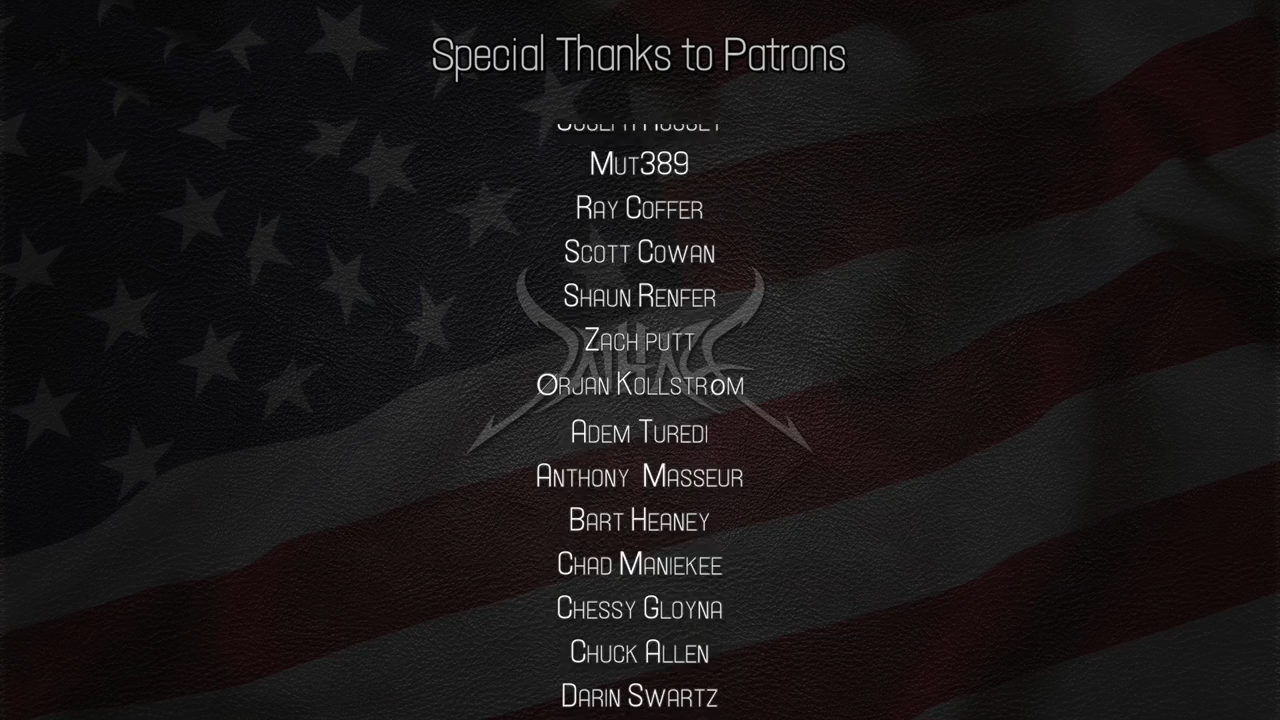 Special Thanks to Patrons
Mut389
Ray Coffer
Scott Cowan
Shaun Renfer
Zach putt
Ørjan Kollstrøm
Adem Turedi
Anthony Masseur
Bart Heaney
Chad Maniekee
Chessy Gloyna
Chuck Allen
Darin Swartz